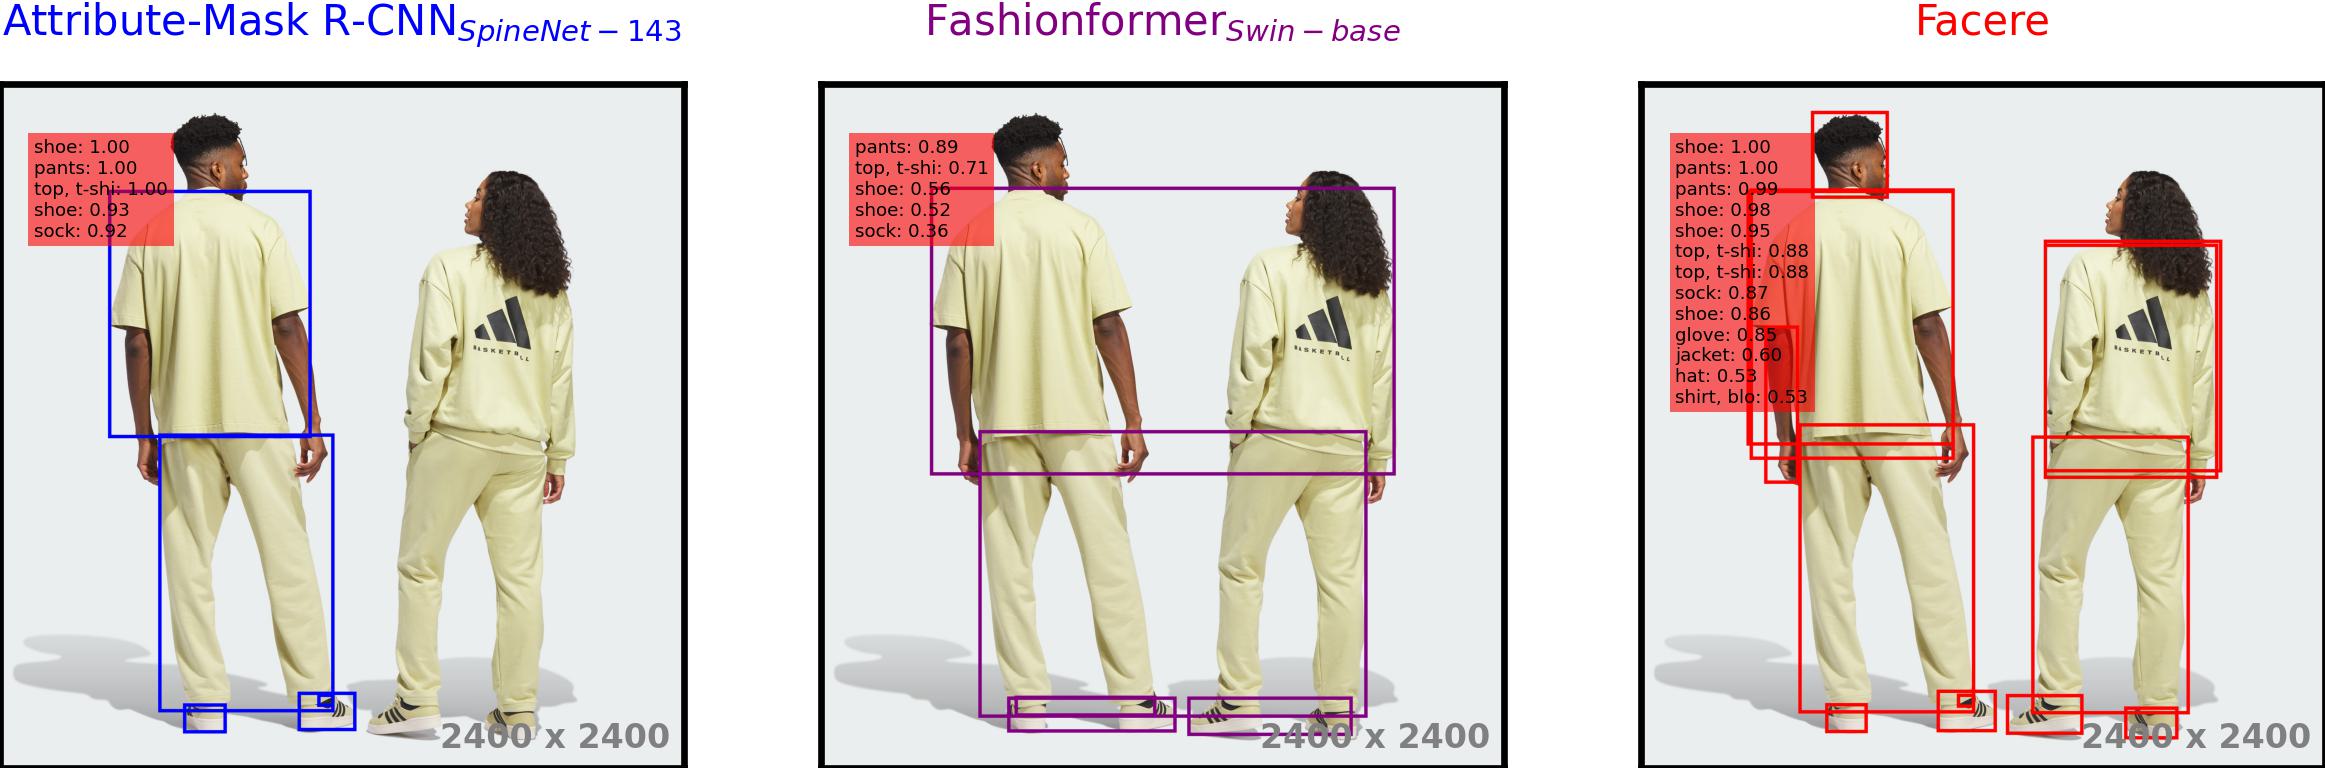 Attribute-Mask R-CNN SpineNet − 143
shoe: 1.00
pants: 1.00
top, t-shi: 1.00
shoe: 0.93
sock: 0.92
BASKETBALL
2400 x 2400
Fashionformer Swin − base
pants: 0.89
top, t-shi: 0.71
shoe: 0.56
shoe: 0.52
sock: 0.36
BASKETBALL
2400 x 2400
Facere
shoe: 1.00
pants: 1.00
pants: 0.99
shoe: 0.98
shoe: 0.95
top, t-shi: 0.88
top, t-shi: 0.88
sock: 0.87
shoe: 0.86
glove: 0.85
jacket: 0.60
hat: 0.53
shirt, blo: 0.53
BASKETBALL
2400 x 2400